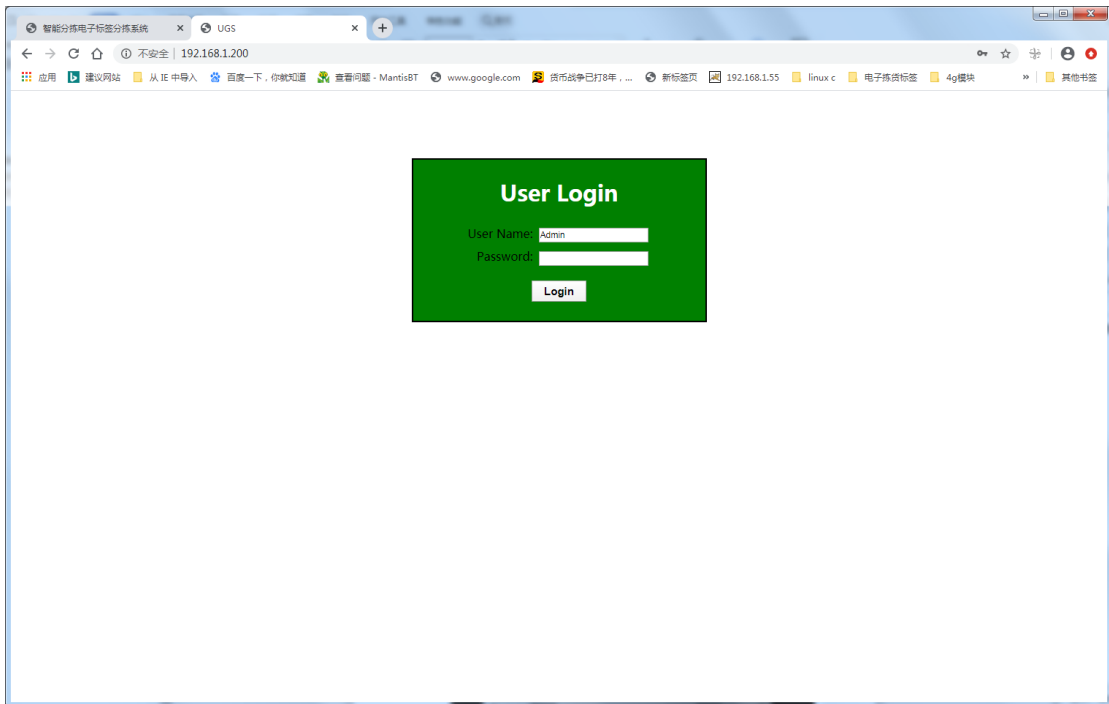 智能分拣电子标签分拣系统 UGS
不安全 | 192.168.1.200
应用 建议网站 从 IE 中导入 百度一下，你就知道 查看问题 - MantisBT www.google.com 货币战争已打8年，... 新标签页 192.168.1.55 linux c 电子拣货标签 4g模块 » 其他书签
User Login
User Name: Admin
Password:
Login